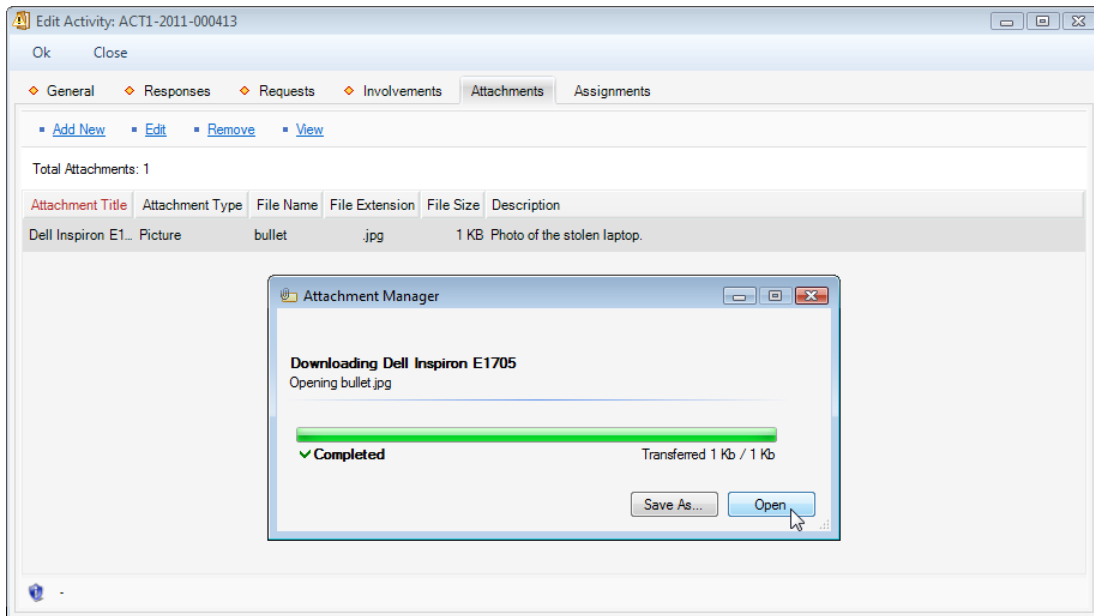 Edit Activity: ACT1-2011-000413
Ok Close
General Responses Requests Involvements Attachments Assignments
Add New Edit Remove View
Total Attachments: 1
Attachment Title Attachment Type File Name File Extension File Size Description
Dell Inspiron E1... Picture bullet .jpg 1 KB Photo of the stolen laptop.
Attachment Manager
Downloading Dell Inspiron E1705
Opening bullet.jpg
Completed Transferred 1 Kb / 1 Kb
Save As... Open
-